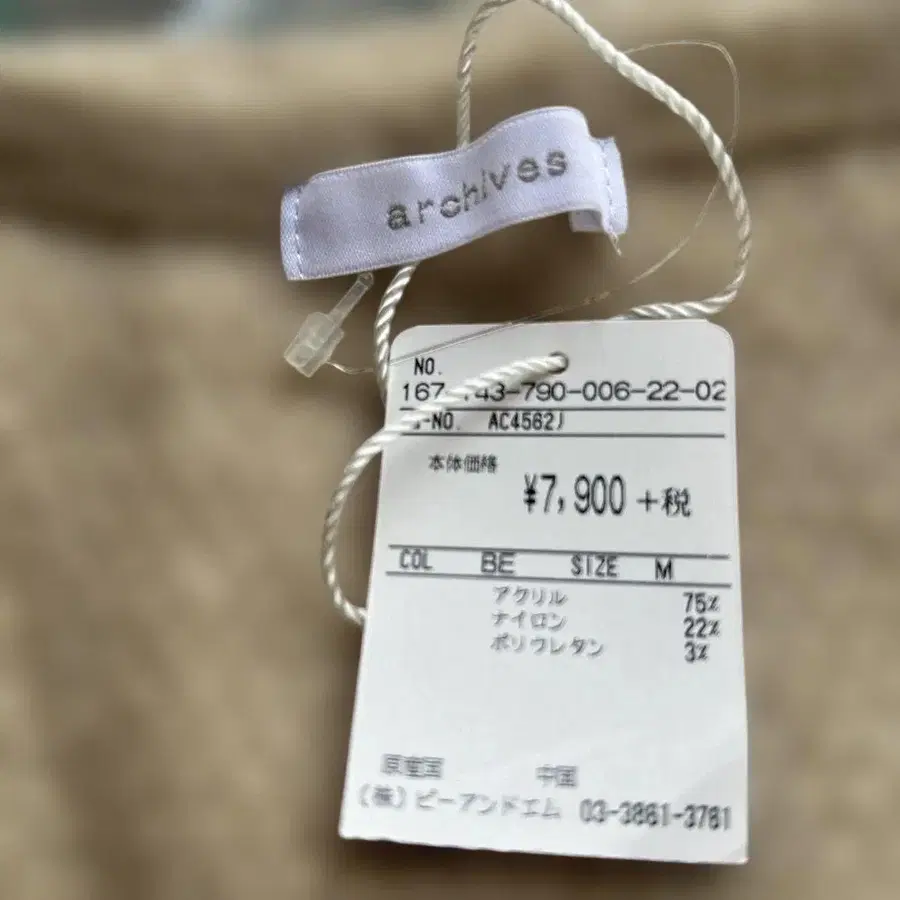 archives
NO.
43-790-006-22-02
-NO. AC4562J
本体価格
¥7,900 +税
COL BE SIZE M
アクリル 75%
ナイロン 22%
ポリウレタン 3%
原産国 中国
(株)ビーアンドエム 03-3861-3781